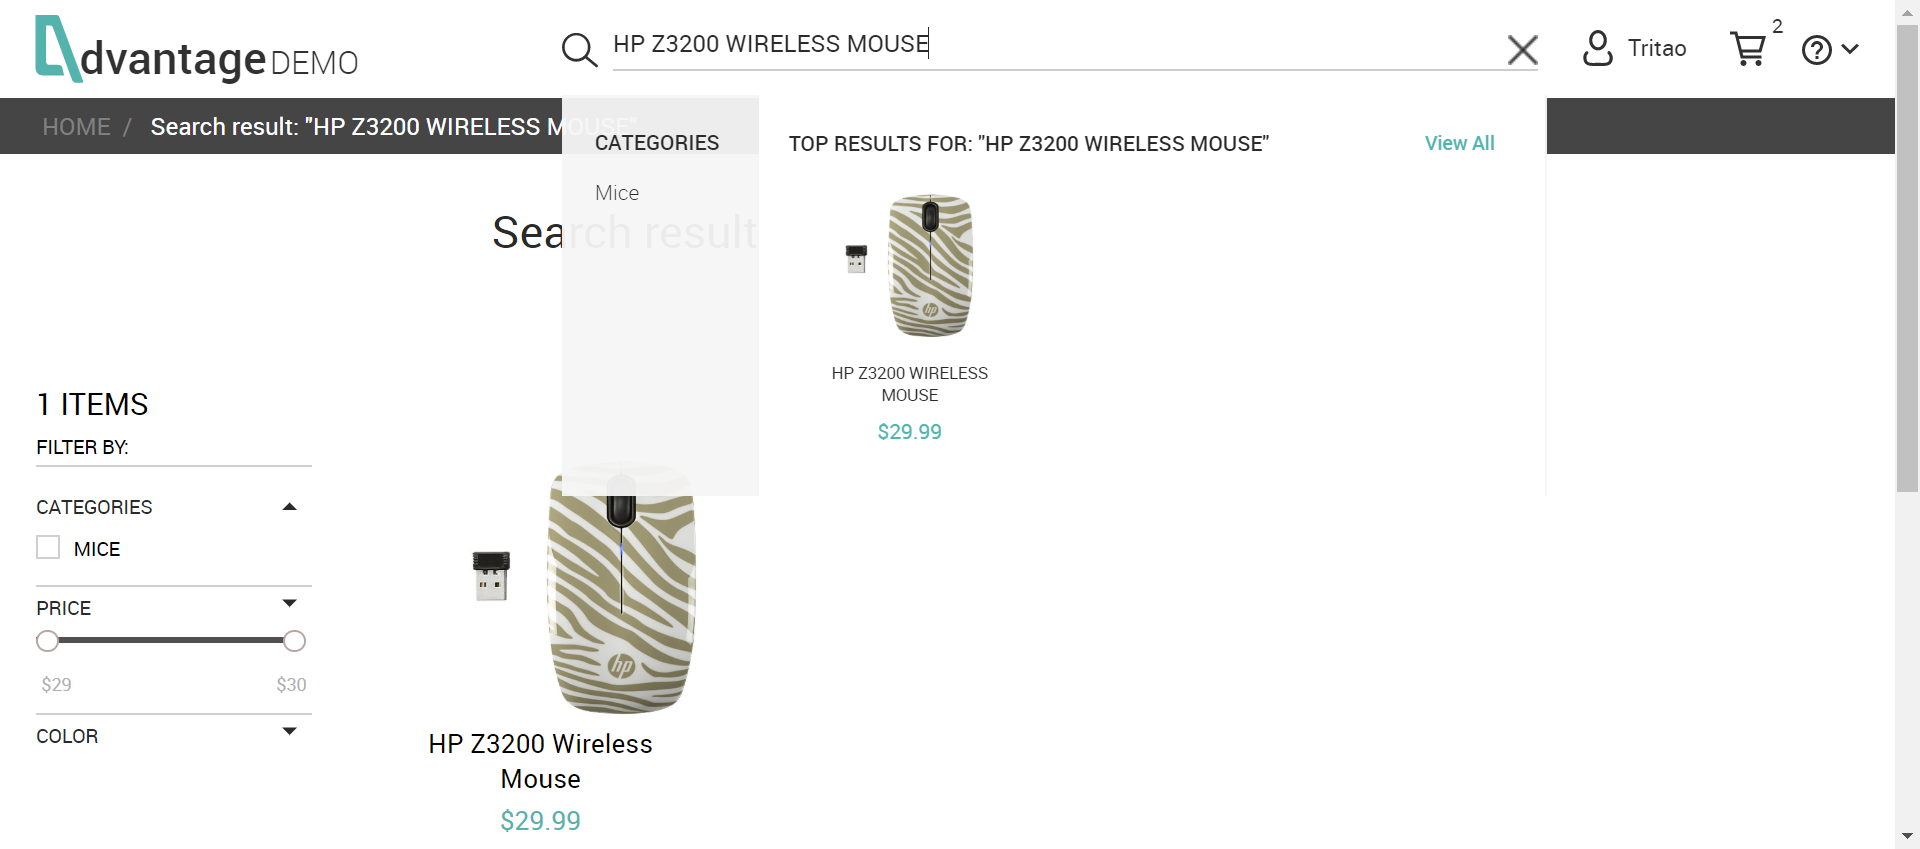 dvantage DEMO
HP Z3200 WIRELESS MOUSE
Tritao
2
HOME / Search result: "HP Z3200 WIRELESS MOUSE"
CATEGORIES
Mice
TOP RESULTS FOR: "HP Z3200 WIRELESS MOUSE"
View All
hp
HP Z3200 WIRELESS
MOUSE
$29.99
Search result
1 ITEMS
FILTER BY:
CATEGORIES
MICE
PRICE
$29 $30
COLOR
hp
HP Z3200 Wireless
Mouse
$29.99